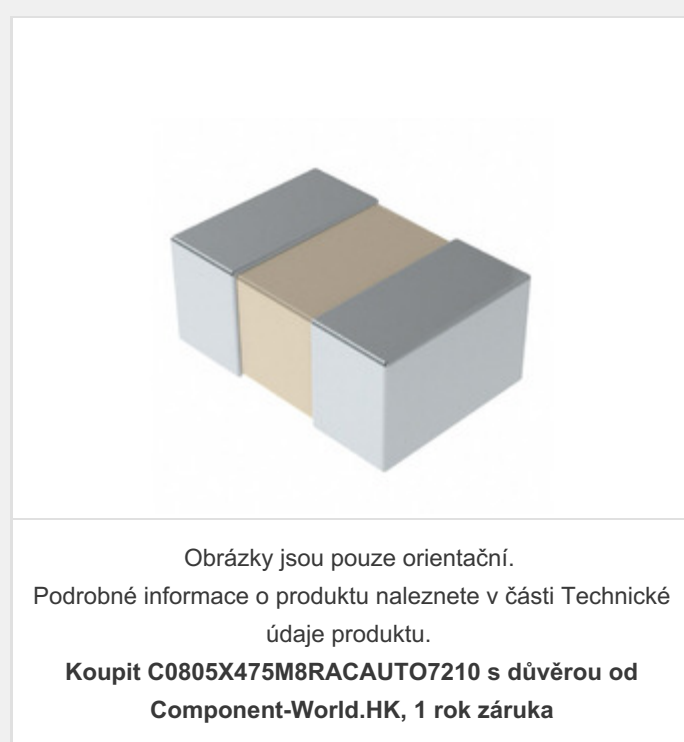 Obrázky jsou pouze orientační.
Podrobné informace o produktu naleznete v části Technické
údaje produktu.
Koupit C0805X475M8RACAUTO7210 s důvěrou od
Component-World.HK, 1 rok záruka